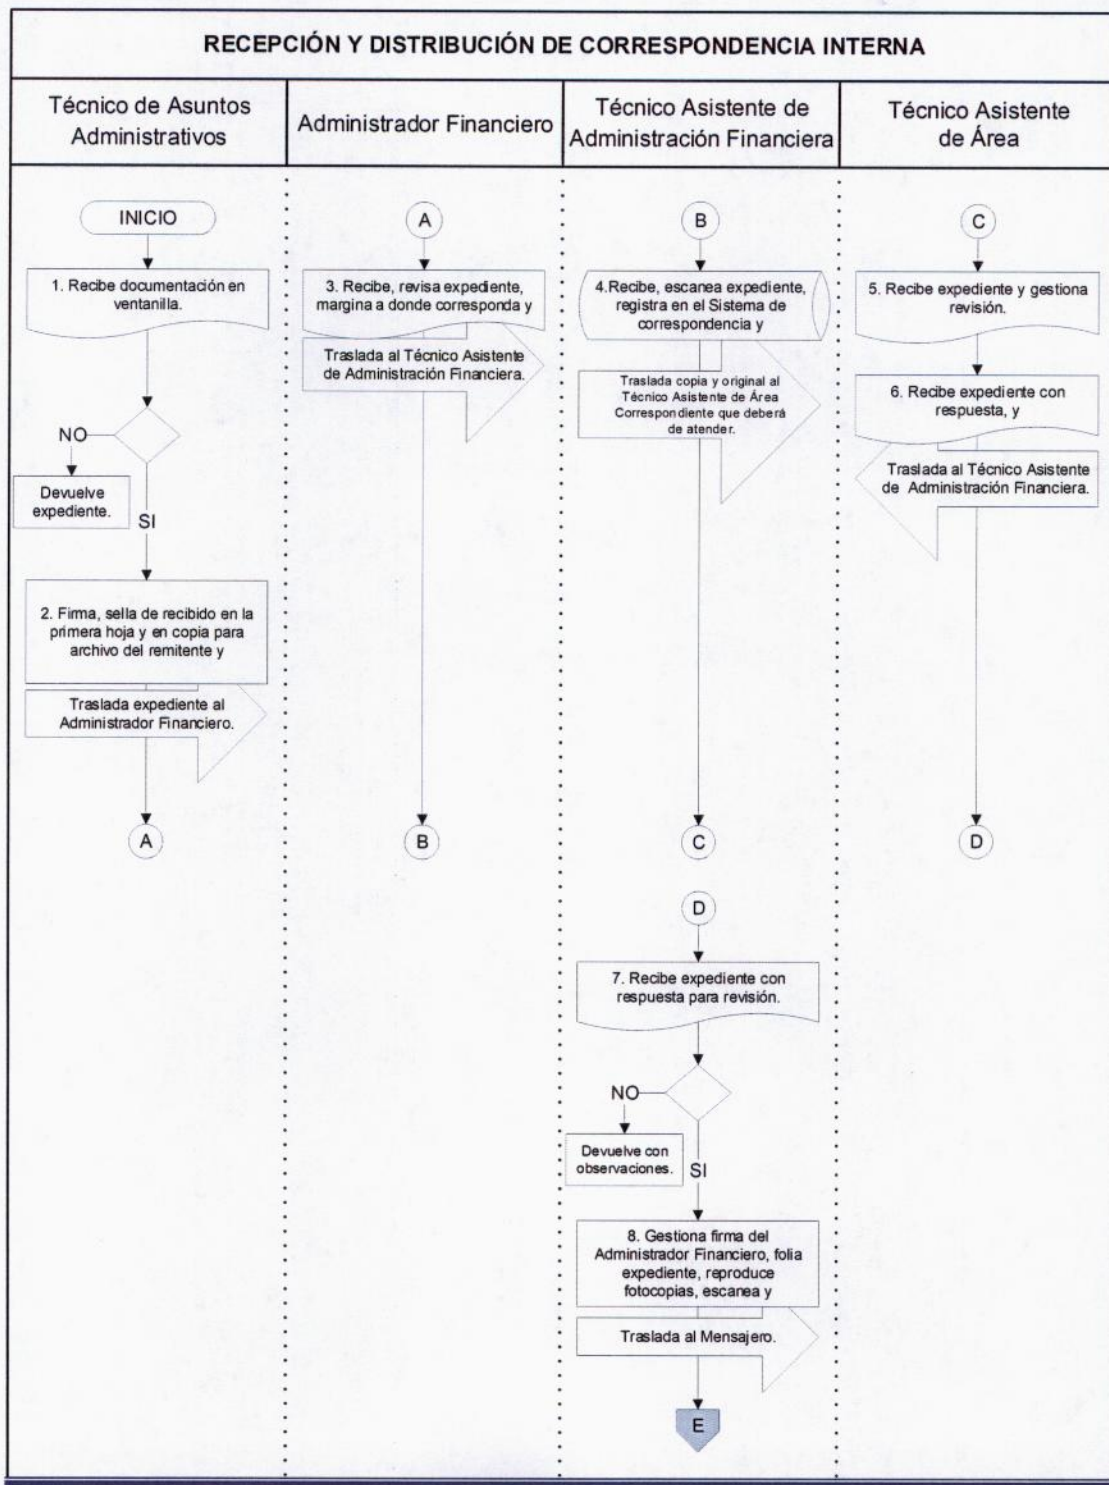 RECEPCIÓN Y DISTRIBUCIÓN DE CORRESPONDENCIA INTERNA
Técnico de Asuntos
Administrativos
Administrador Financiero
Técnico Asistente de
Administración Financiera
Técnico Asistente
de Área
INICIO
1. Recibe documentación en
ventanilla.
NO
Devuelve
expediente.
SI
2. Firma, sella de recibido en la
primera hoja y en copia para
archivo del remitente y
Traslada expediente al
Administrador Financiero.
A
A
3. Recibe, revisa expediente,
margina a donde corresponda y
Traslada al Técnico Asistente
de Administración Financiera.
B
B
4.Recibe, escanea expediente,
registra en el Sistema de
correspondencia y
Traslada copia y original al
Técnico Asistente de Área
Correspondiente que deberá
de atender.
C
C
5. Recibe expediente y gestiona
revisión.
6. Recibe expediente con
respuesta, y
Traslada al Técnico Asistente
de Administración Financiera.
D
D
7. Recibe expediente con
respuesta para revisión.
NO
Devuelve con
observaciones.
SI
8. Gestiona firma del
Administrador Financiero, folia
expediente, reproduce
fotocopias, escanea y
Traslada al Mensajero.
E